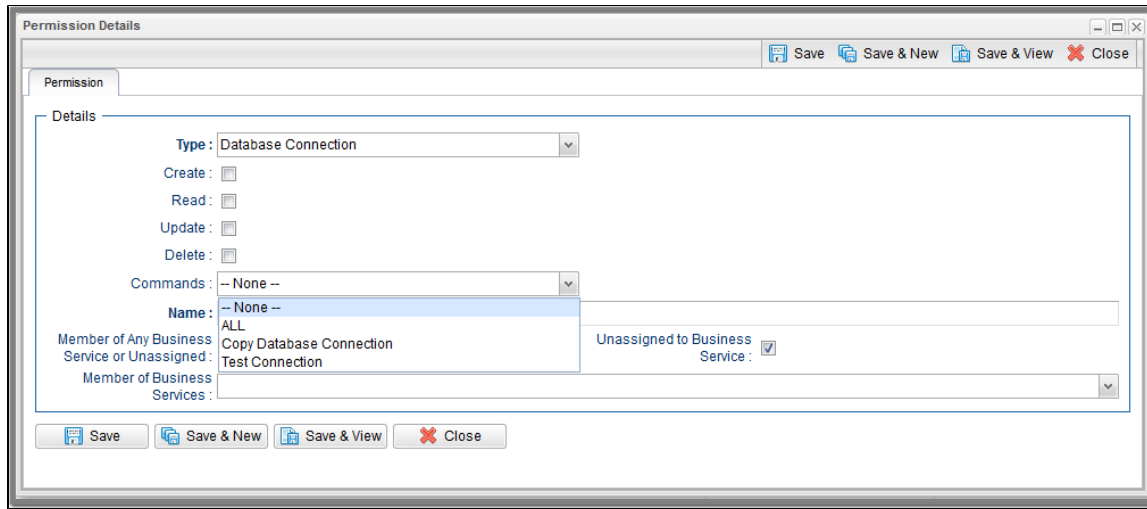 Permission Details
Save Save & New Save & View Close
Permission
Details
Type : Database Connection
Create :
Read :
Update :
Delete :
Commands : -- None --
Name : -- None --
ALL
Member of Any Business
Service or Unassigned :
Copy Database Connection
Test Connection
Unassigned to Business
Service :
Member of Business
Services :
Save Save & New Save & View Close